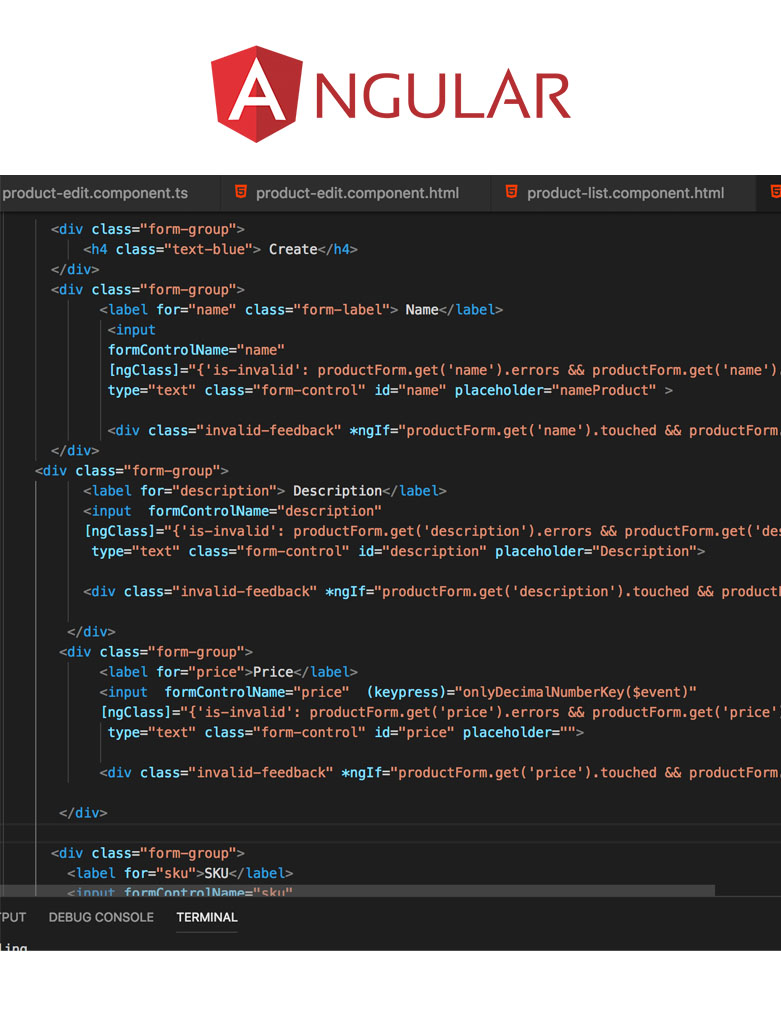 ANGULAR
product-edit.component.ts product-edit.component.html product-list.component.html
<div class="form-group">
<h4 class="text-blue"> Create</h4>
</div>
<div class="form-group">
<label for="name" class="form-label"> Name</label>
<input
formControlName="name"
[ngClass]="{'is-invalid': productForm.get('name').errors && productForm.get('name').
type="text" class="form-control" id="name" placeholder="nameProduct" >
<div class="invalid-feedback" *ngIf="productForm.get('name').touched && productForm.
</div>
<div class="form-group">
<label for="description"> Description</label>
<input  formControlName="description"
[ngClass]="{'is-invalid': productForm.get('description').errors && productForm.get('des
type="text" class="form-control" id="description" placeholder="Description">
<div class="invalid-feedback" *ngIf="productForm.get('description').touched && productF
</div>
<div class="form-group">
<label for="price">Price</label>
<input  formControlName="price"  (keypress)="onlyDecimalNumberKey($event)"
[ngClass]="{'is-invalid': productForm.get('price').errors && productForm.get('price'
type="text" class="form-control" id="price" placeholder="">
<div class="invalid-feedback" *ngIf="productForm.get('price').touched && productForm.
</div>
<div class="form-group">
<label for="sku">SKU</label>
<input formControlName="sku"
TPUT DEBUG CONSOLE TERMINAL
ling